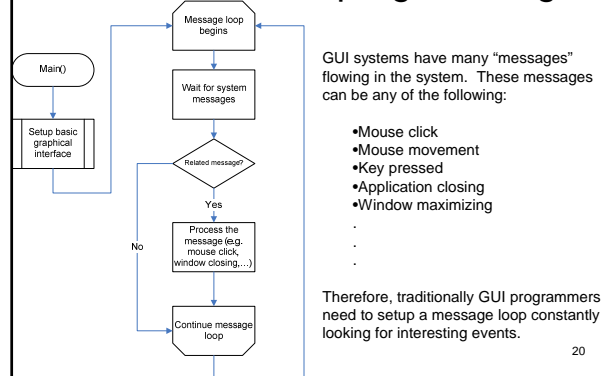 Main()
Setup basic
graphical
interface
Message loop
begins
Wait for system
messages
Related message?
Yes
No
Process the
message (e.g.
mouse click,
window closing,...)
Continue message
loop
GUI systems have many “messages”
flowing in the system. These messages
can be any of the following:
•Mouse click
•Mouse movement
•Key pressed
•Application closing
•Window maximizing
.
.
.
Therefore, traditionally GUI programmers
need to setup a message loop constantly
looking for interesting events.
20